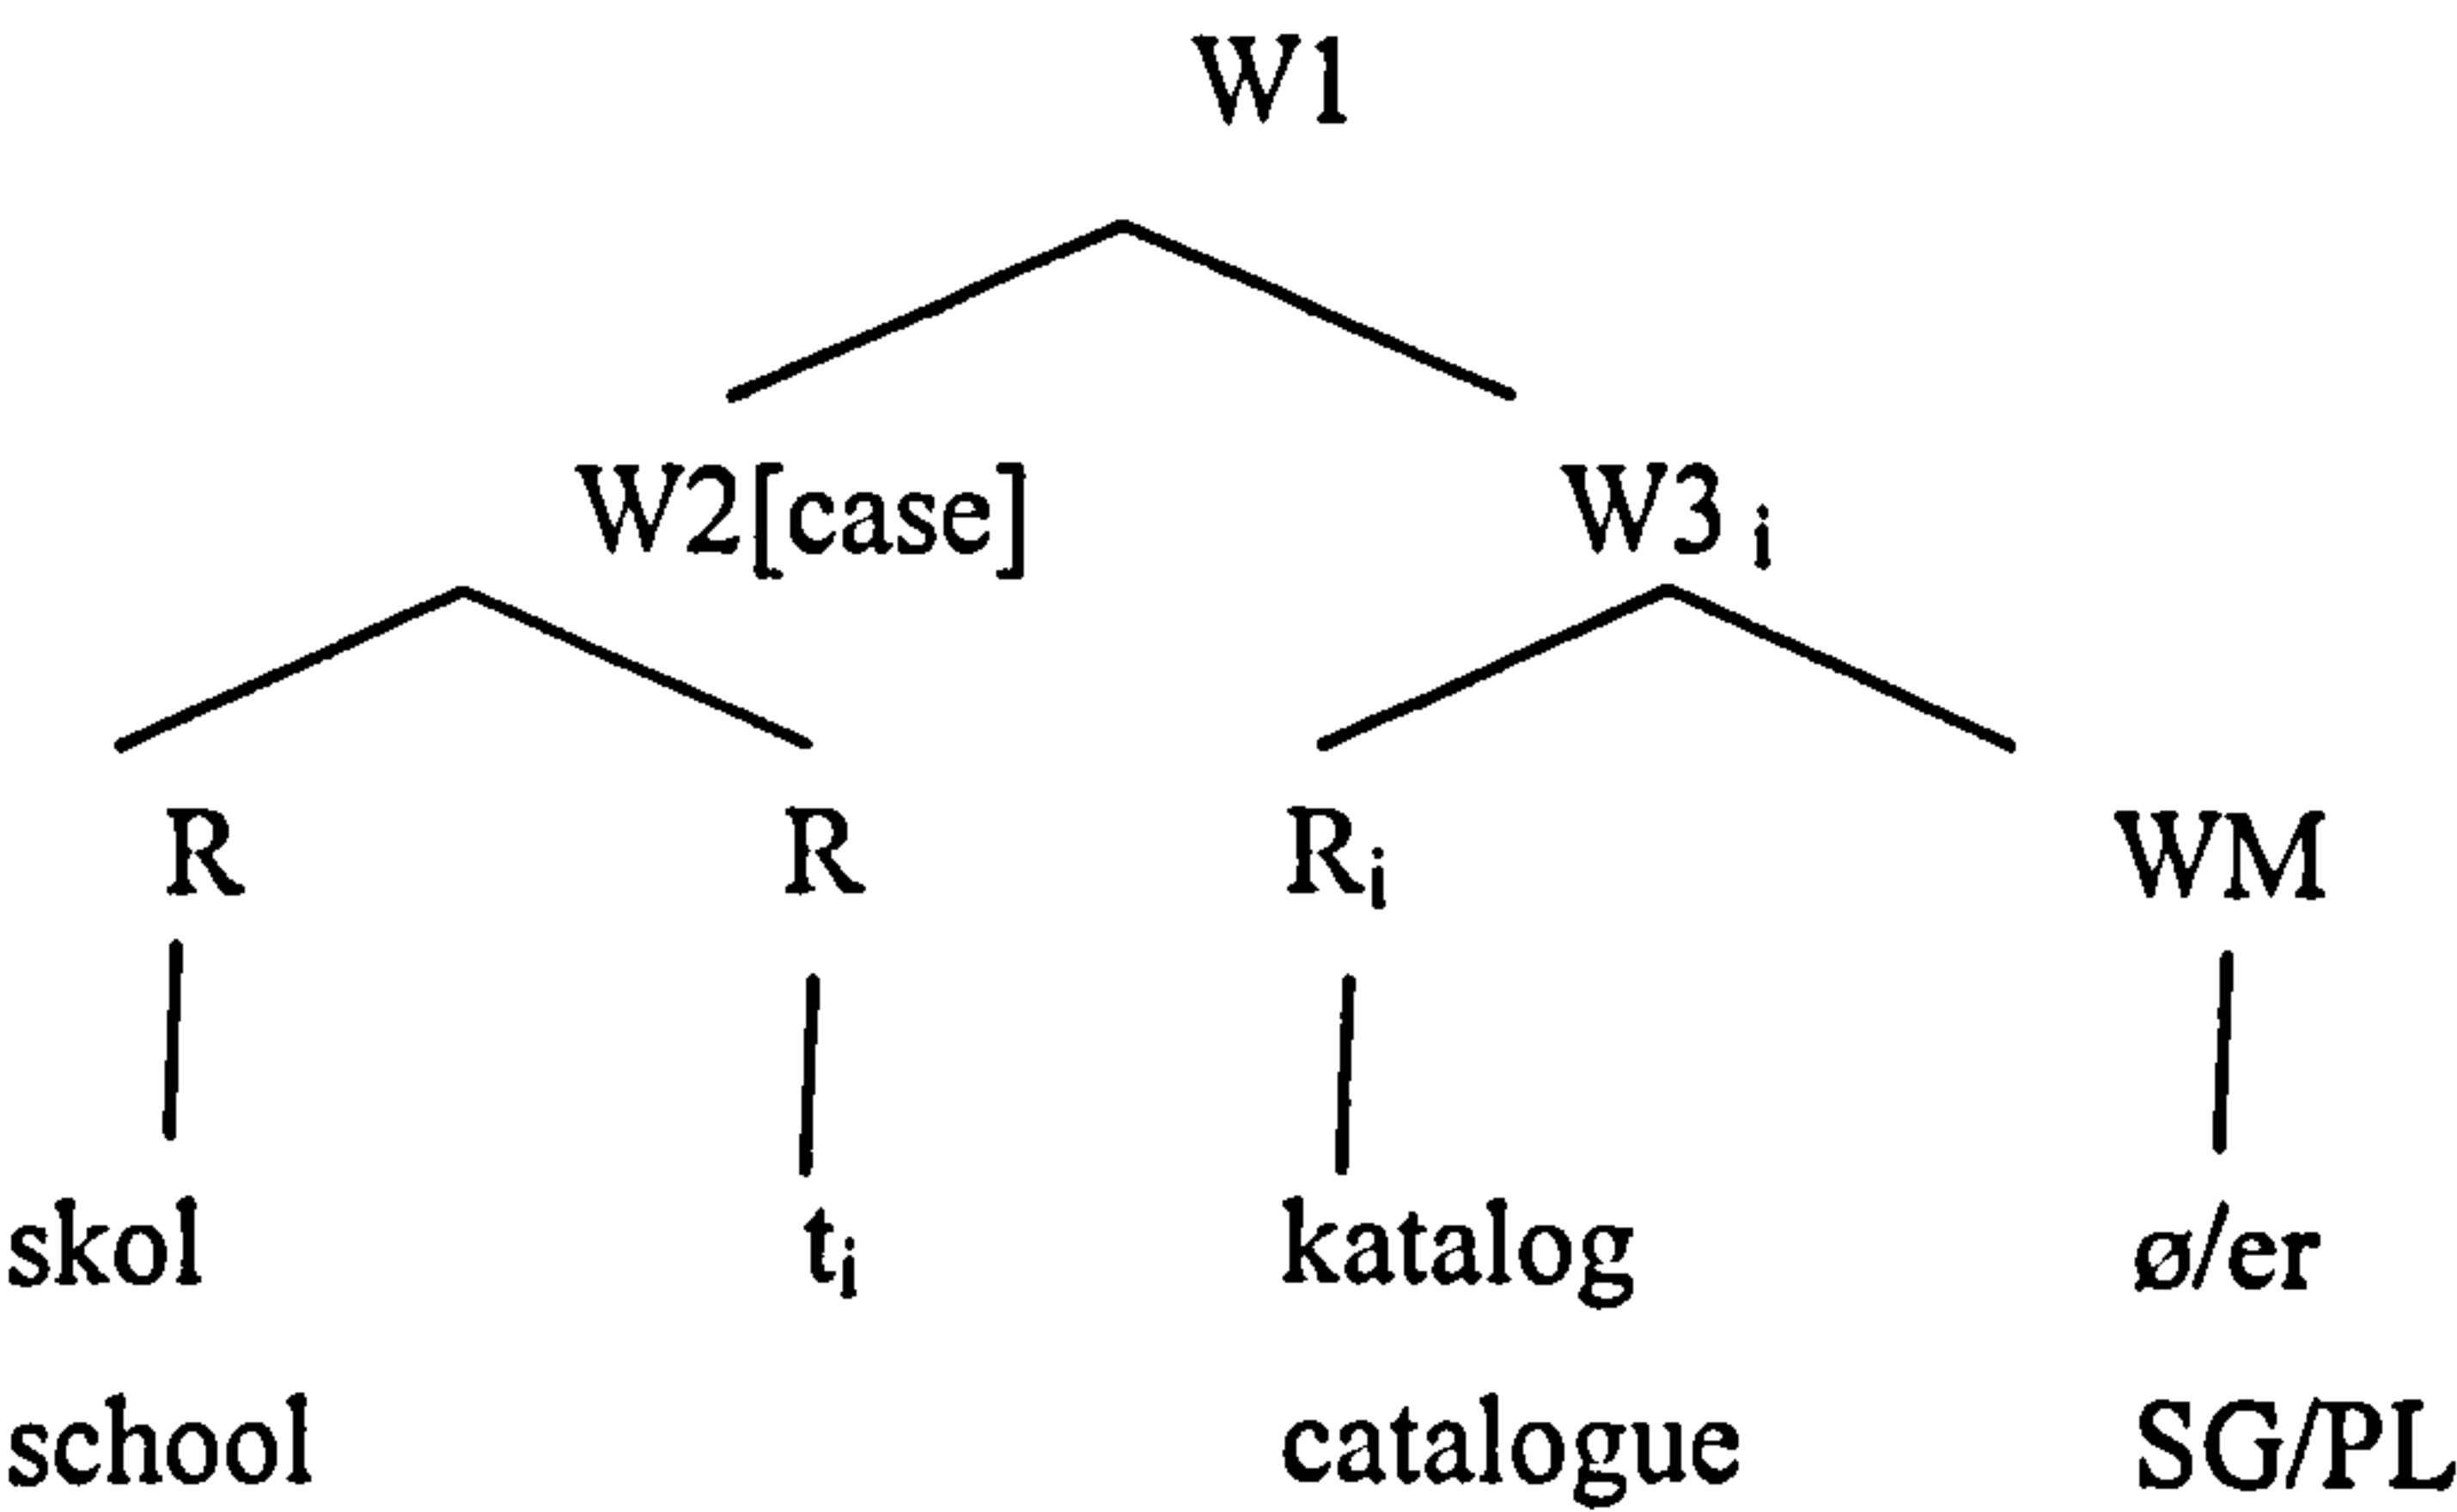 W1
W2[case] W3 i
R R Ri WM
skol ti katalog ø/er
school catalogue SG/PL